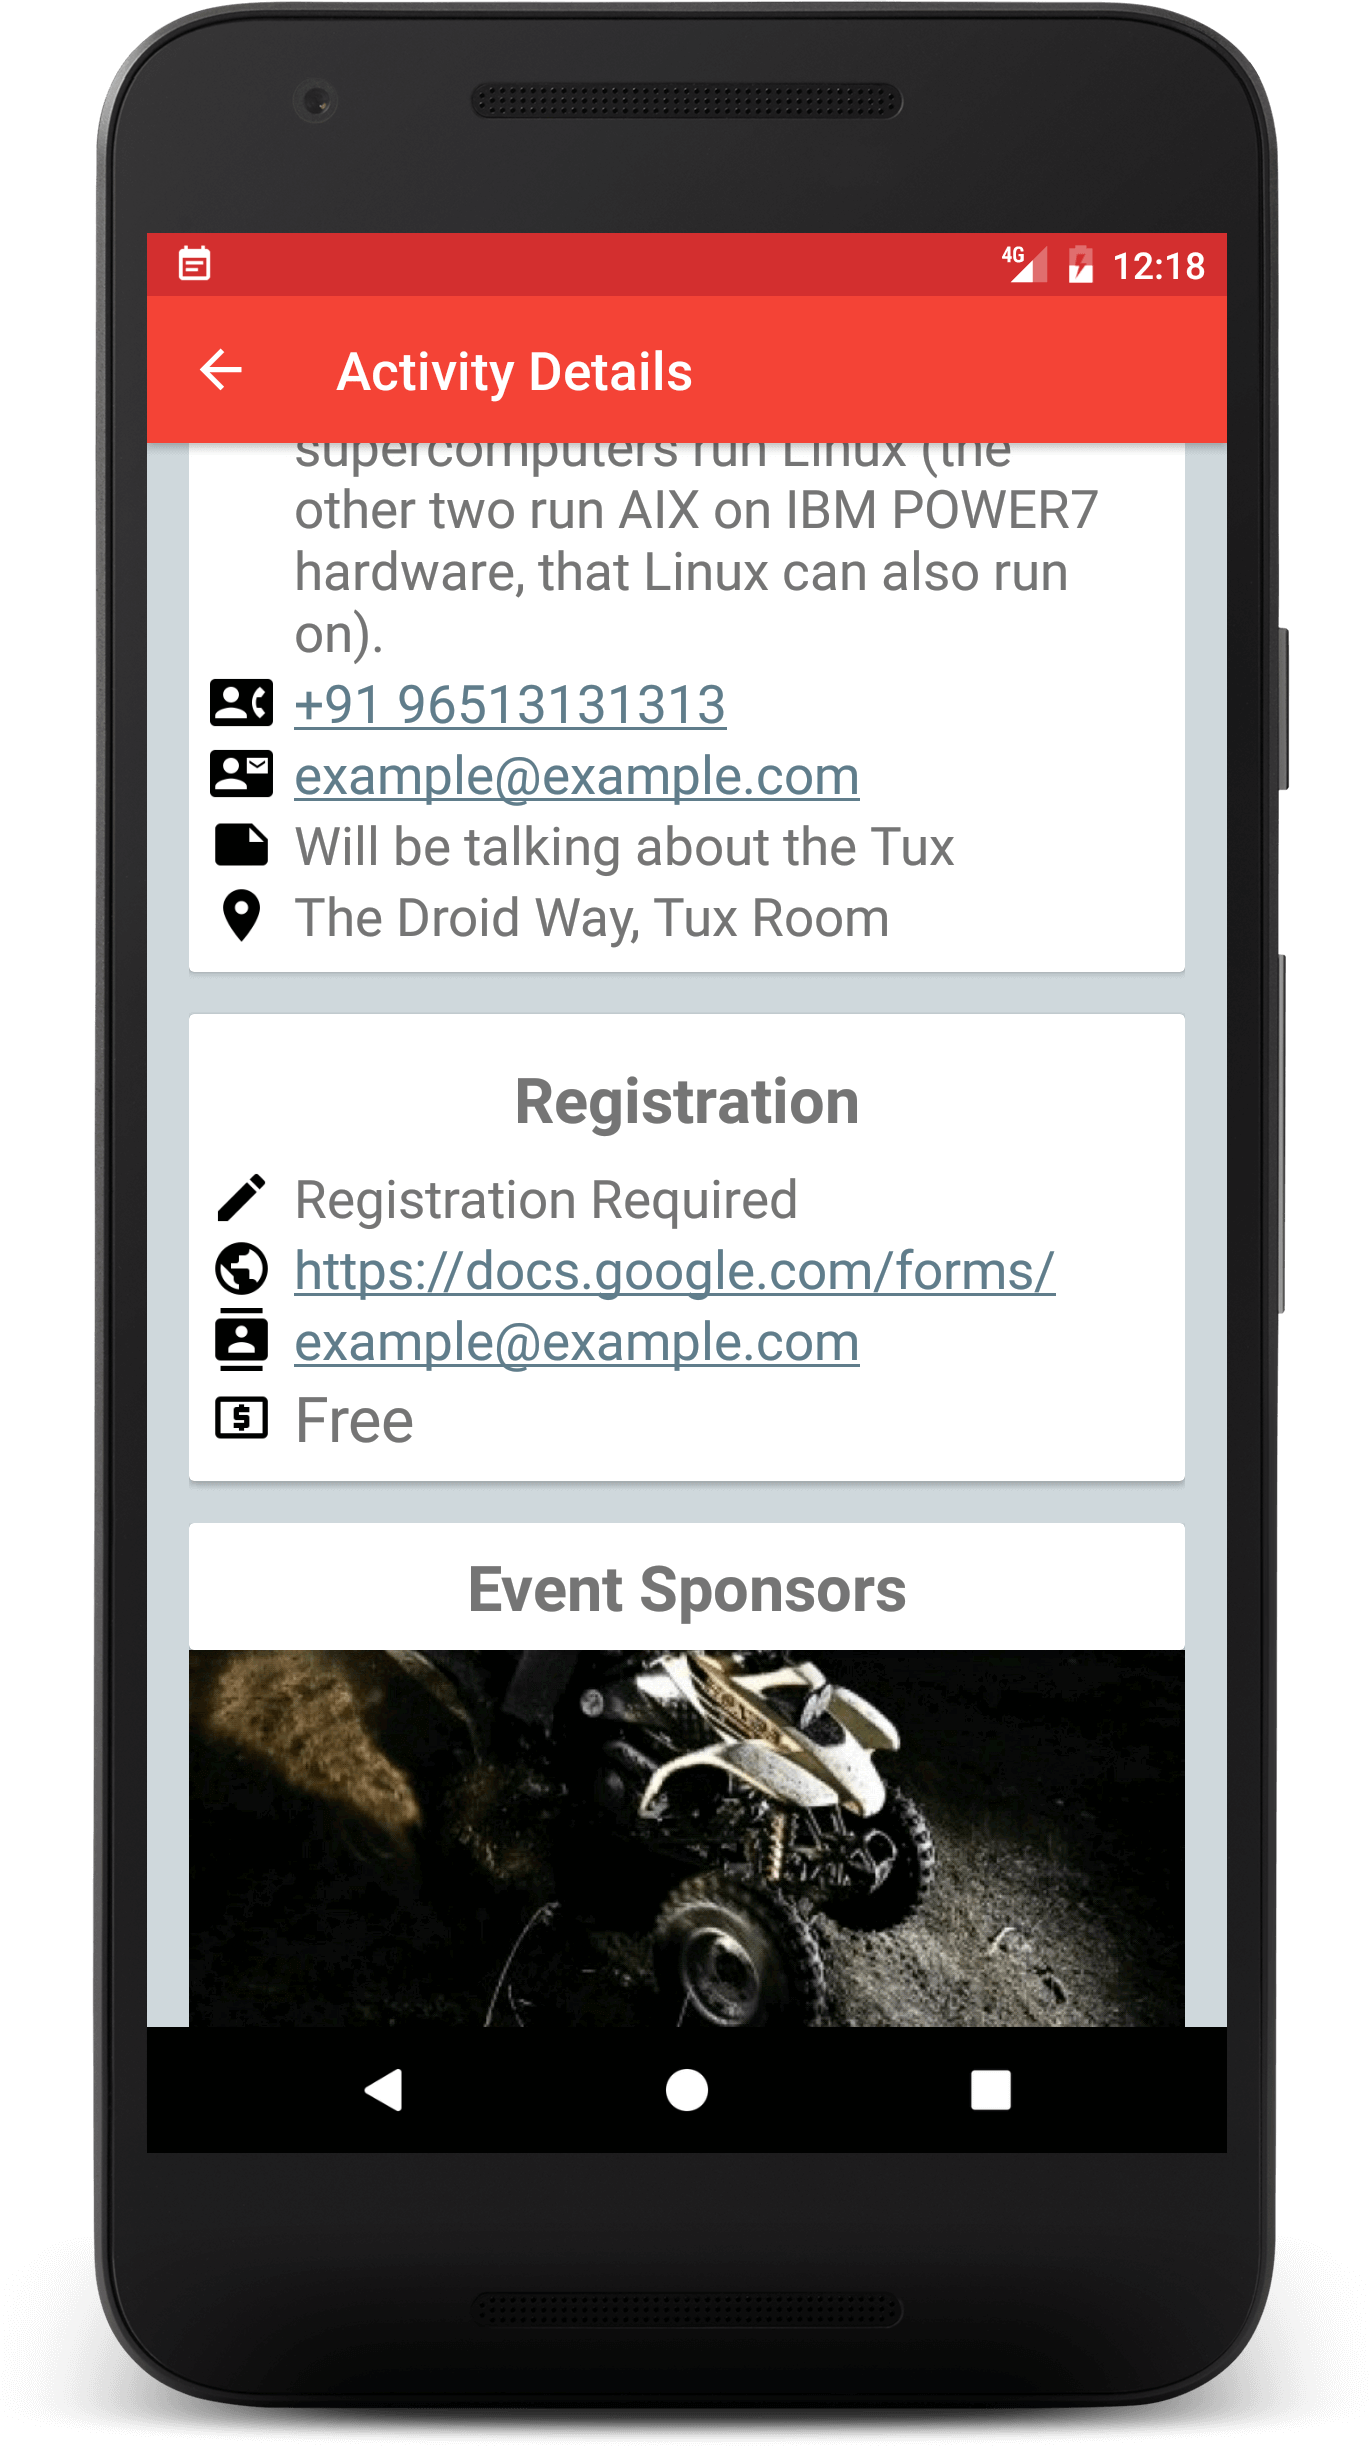 4G 12:18
Activity Details
supercomputers run Linux (the
other two run AIX on IBM POWER7
hardware, that Linux can also run
on).
+91 96513131313
example@example.com
Will be talking about the Tux
The Droid Way, Tux Room
Registration
Registration Required
https://docs.google.com/forms/
example@example.com
$ Free
Event Sponsors